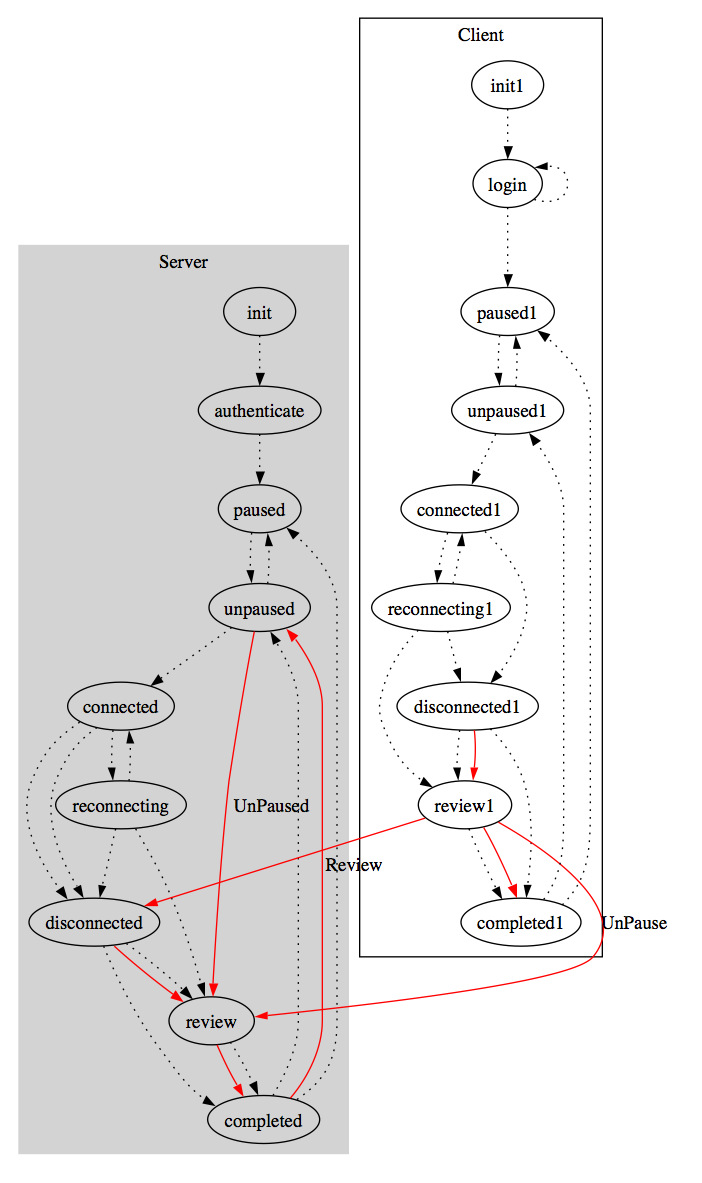 Client
init1
login
Server
init
paused1
authenticate
unpaused1
paused
connected1
unpaused
reconnecting1
connected
disconnected1
reconnecting
UnPaused
review1
Review
disconnected
completed1
UnPause
review
completed